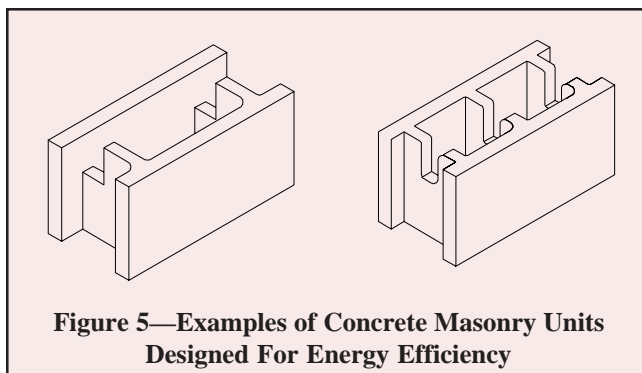 Figure 5—Examples of Concrete Masonry Units
Designed For Energy Efficiency